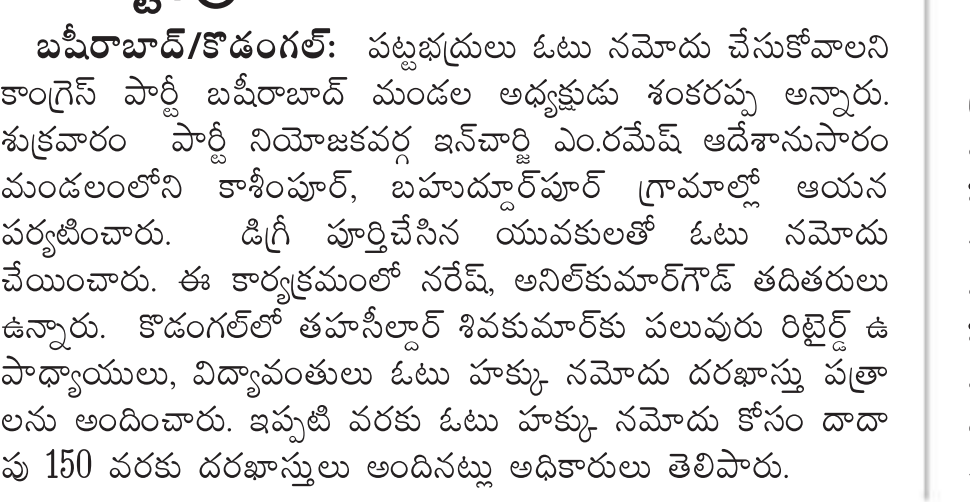 బషీరాబాద్/కొడంగల్: పట్టభద్రులు ఓటు నమోదు చేసుకోవాలని
కాంగ్రెస్ పార్టీ బషీరాబాద్ మండల అధ్యక్షుడు శంకరప్ప అన్నారు.
శుక్రవారం పార్టీ నియోజకవర్గ ఇన్‌చార్జి ఎం.రమేష్ ఆదేశానుసారం
మండలంలోని కాశీంపూర్, బహుద్దూర్‌పూర్ గ్రామాల్లో ఆయన
పర్యటించారు. డిగ్రీ పూర్తిచేసిన యువకులతో ఓటు నమోదు
చేయించారు. ఈ కార్యక్రమంలో నరేష్, అనిల్‌కుమార్‌గౌడ్ తదితరులు
ఉన్నారు. కొడంగల్‌లో తహసీల్దార్ శివకుమార్‌కు పలువురు రిటైర్డ్ ఉ
పాధ్యాయులు, విద్యావంతులు ఓటు హక్కు నమోదు దరఖాస్తు పత్రా
లను అందించారు. ఇప్పటి వరకు ఓటు హక్కు నమోదు కోసం దాదా
పు 150 వరకు దరఖాస్తులు అందినట్లు అధికారులు తెలిపారు.